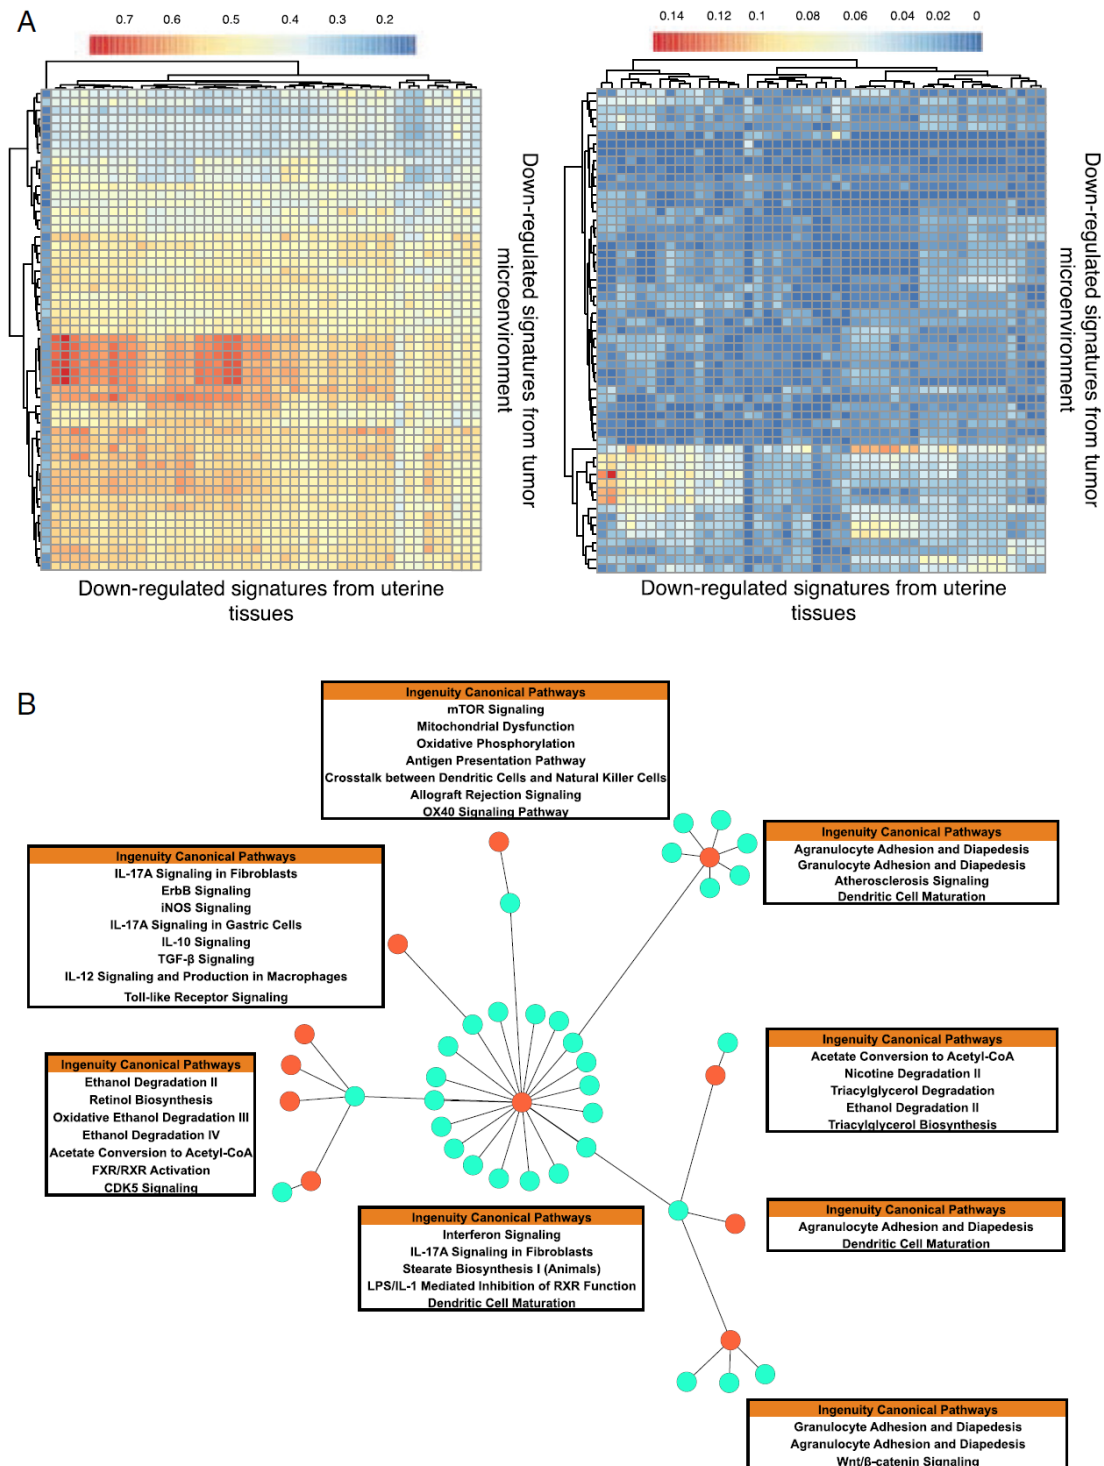 A
0.7 0.6 0.5 0.4 0.3 0.2
0.14 0.12 0.1 0.08 0.06 0.04 0.02 0
Down-regulated signatures from tumor
microenvironment
Down-regulated signatures from tumor
microenvironment
Down-regulated signatures from uterine
tissues
Down-regulated signatures from uterine
tissues
B
Ingenuity Canonical Pathways
mTOR Signaling
Mitochondrial Dysfunction
Oxidative Phosphorylation
Antigen Presentation Pathway
Crosstalk between Dendritic Cells and Natural Killer Cells
Allograft Rejection Signaling
OX40 Signaling Pathway
Ingenuity Canonical Pathways
Agranulocyte Adhesion and Diapedesis
Granulocyte Adhesion and Diapedesis
Atherosclerosis Signaling
Dendritic Cell Maturation
Ingenuity Canonical Pathways
IL-17A Signaling in Fibroblasts
ErbB Signaling
iNOS Signaling
IL-17A Signaling in Gastric Cells
IL-10 Signaling
TGF-β Signaling
IL-12 Signaling and Production in Macrophages
Toll-like Receptor Signaling
Ingenuity Canonical Pathways
Acetate Conversion to Acetyl-CoA
Nicotine Degradation II
Triacylglycerol Degradation
Ethanol Degradation II
Triacylglycerol Biosynthesis
Ingenuity Canonical Pathways
Ethanol Degradation II
Retinol Biosynthesis
Oxidative Ethanol Degradation III
Ethanol Degradation IV
Acetate Conversion to Acetyl-CoA
FXR/RXR Activation
CDK5 Signaling
Ingenuity Canonical Pathways
Agranulocyte Adhesion and Diapedesis
Dendritic Cell Maturation
Ingenuity Canonical Pathways
Interferon Signaling
IL-17A Signaling in Fibroblasts
Stearate Biosynthesis I (Animals)
LPS/IL-1 Mediated Inhibition of RXR Function
Dendritic Cell Maturation
Ingenuity Canonical Pathways
Granulocyte Adhesion and Diapedesis
Agranulocyte Adhesion and Diapedesis
Wnt/β-catenin Signaling